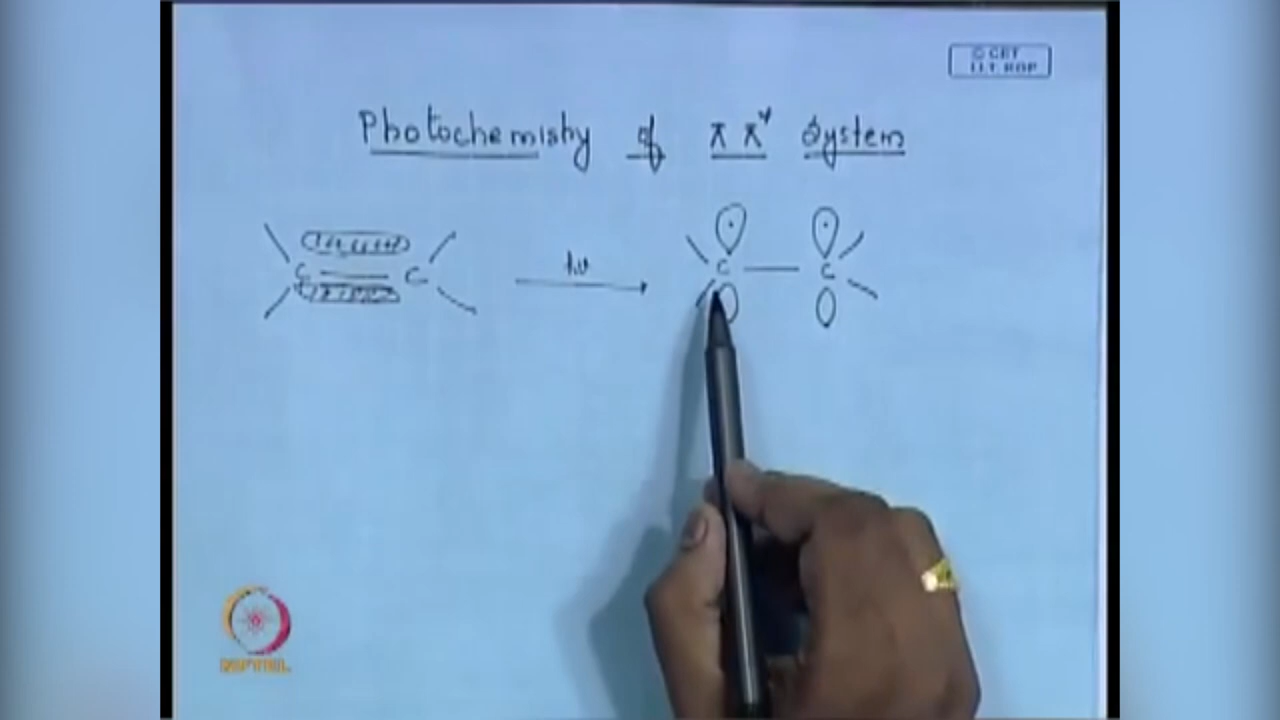 © CET
I.I.T. KGP
Photochemistry of π π* System
C = C hν C — C
NPTEL